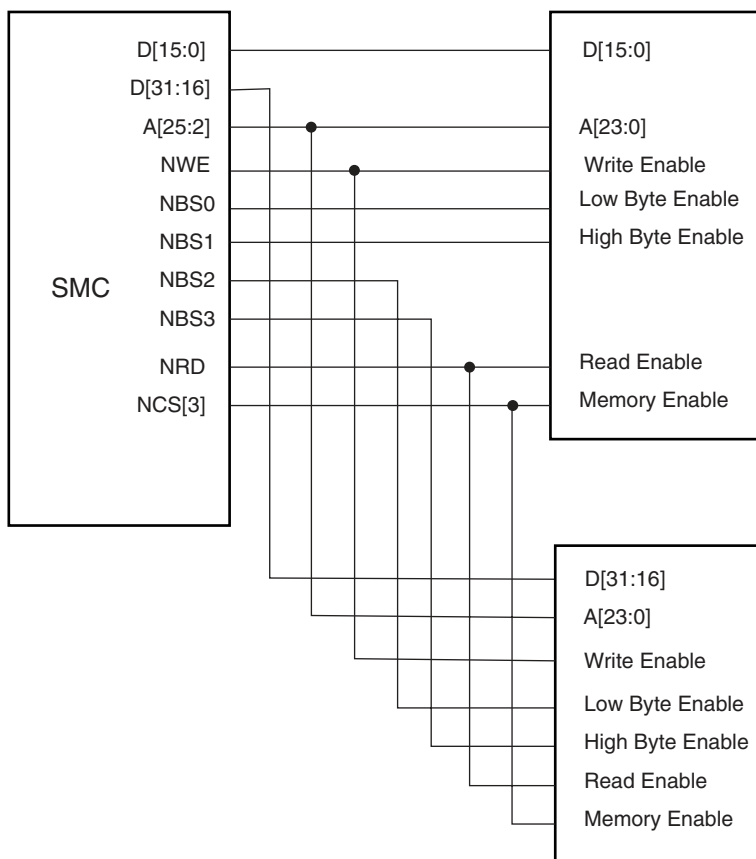 D[15:0]
D[31:16]
A[25:2]
NWE
NBS0
NBS1
NBS2
NBS3
NRD
NCS[3]
SMC
D[15:0]
A[23:0]
Write Enable
Low Byte Enable
High Byte Enable
Read Enable
Memory Enable
D[31:16]
A[23:0]
Write Enable
Low Byte Enable
High Byte Enable
Read Enable
Memory Enable